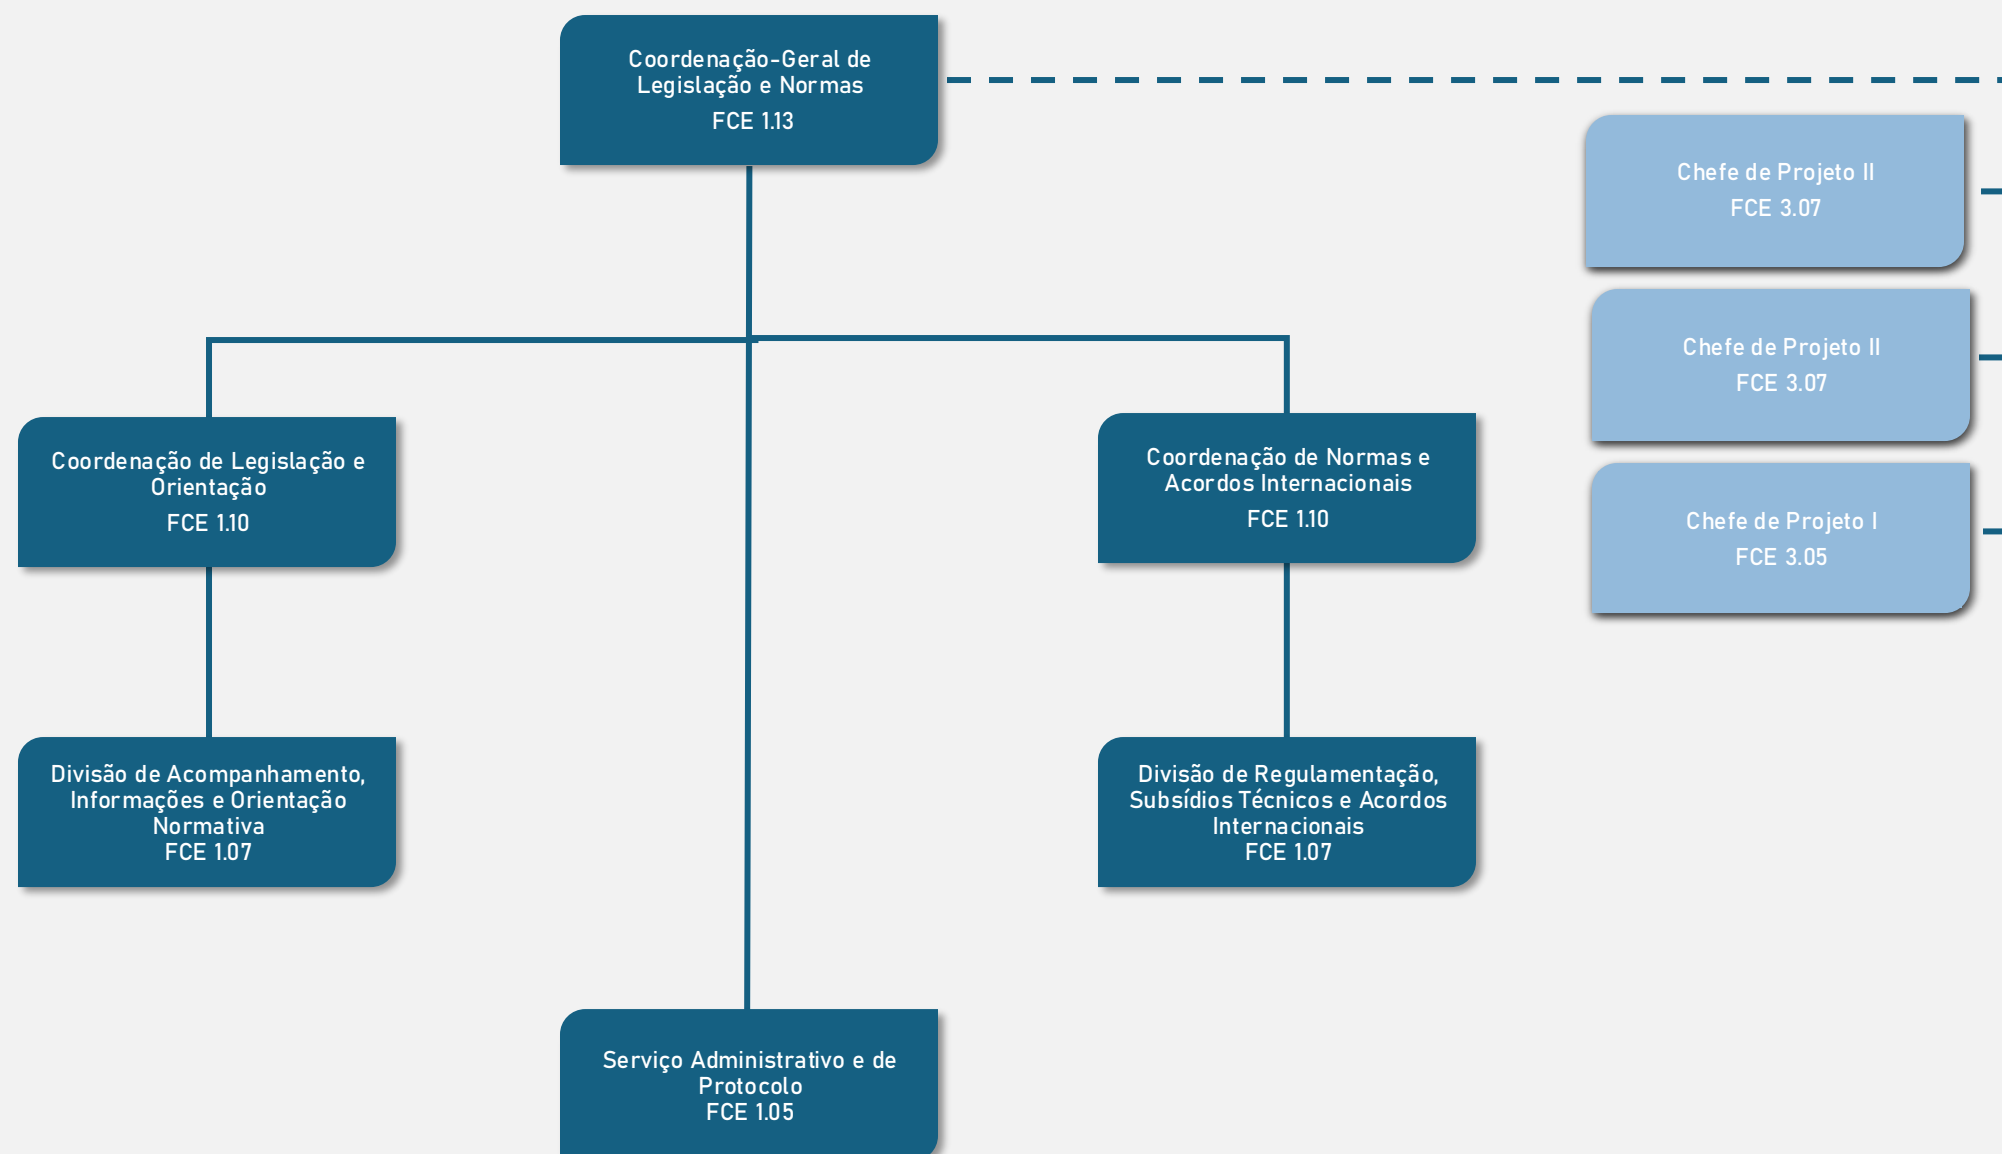 Coordenação-Geral de
Legislação e Normas
FCE 1.13
Chefe de Projeto II
FCE 3.07
Chefe de Projeto II
FCE 3.07
Chefe de Projeto I
FCE 3.05
Coordenação de Legislação e
Orientação
FCE 1.10
Coordenação de Normas e
Acordos Internacionais
FCE 1.10
Divisão de Acompanhamento,
Informações e Orientação
Normativa
FCE 1.07
Divisão de Regulamentação,
Subsídios Técnicos e Acordos
Internacionais
FCE 1.07
Serviço Administrativo e de
Protocolo
FCE 1.05